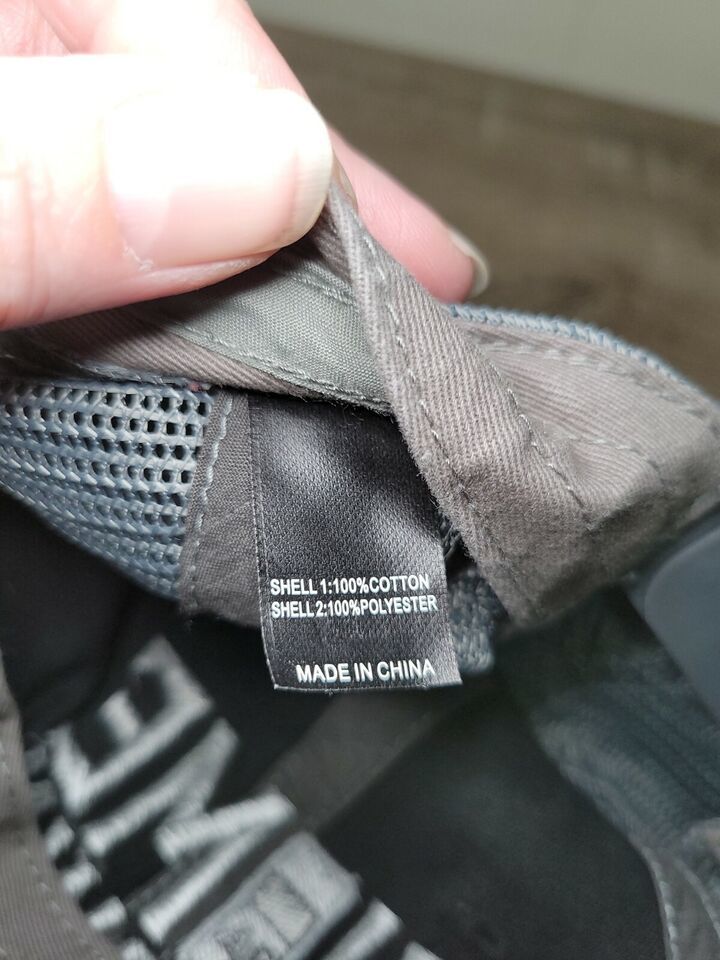 SHELL 1:100%COTTON
SHELL 2:100%POLYESTER
MADE IN CHINA